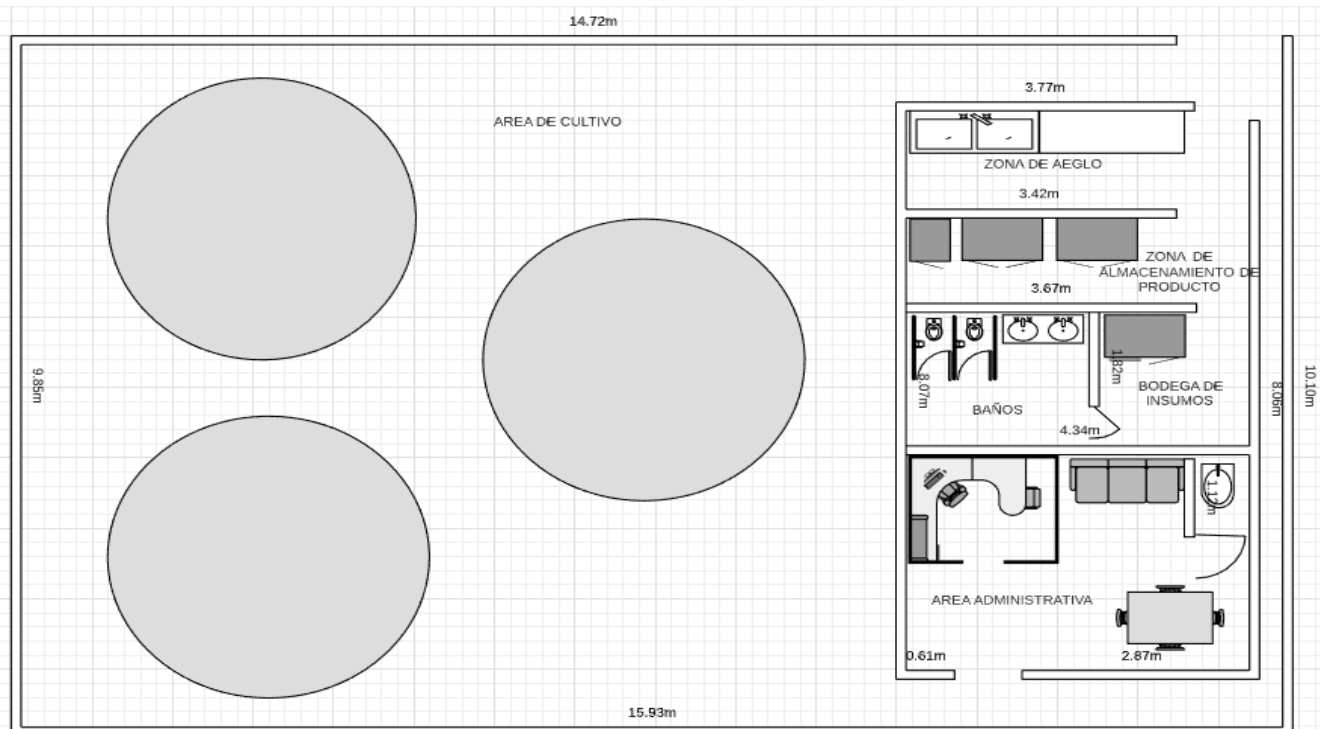 14.72m
3.77m
AREA DE CULTIVO
ZONA DE AEGLO
3.42m
ZONA DE
ALMACENAMIENTO DE
PRODUCTO
3.67m
1.82m
8.07m
9.85m
BODEGA DE
INSUMOS
8.06m
10.10m
BAÑOS
4.34m
1.12m
AREA ADMINISTRATIVA
0.61m
2.87m
15.93m